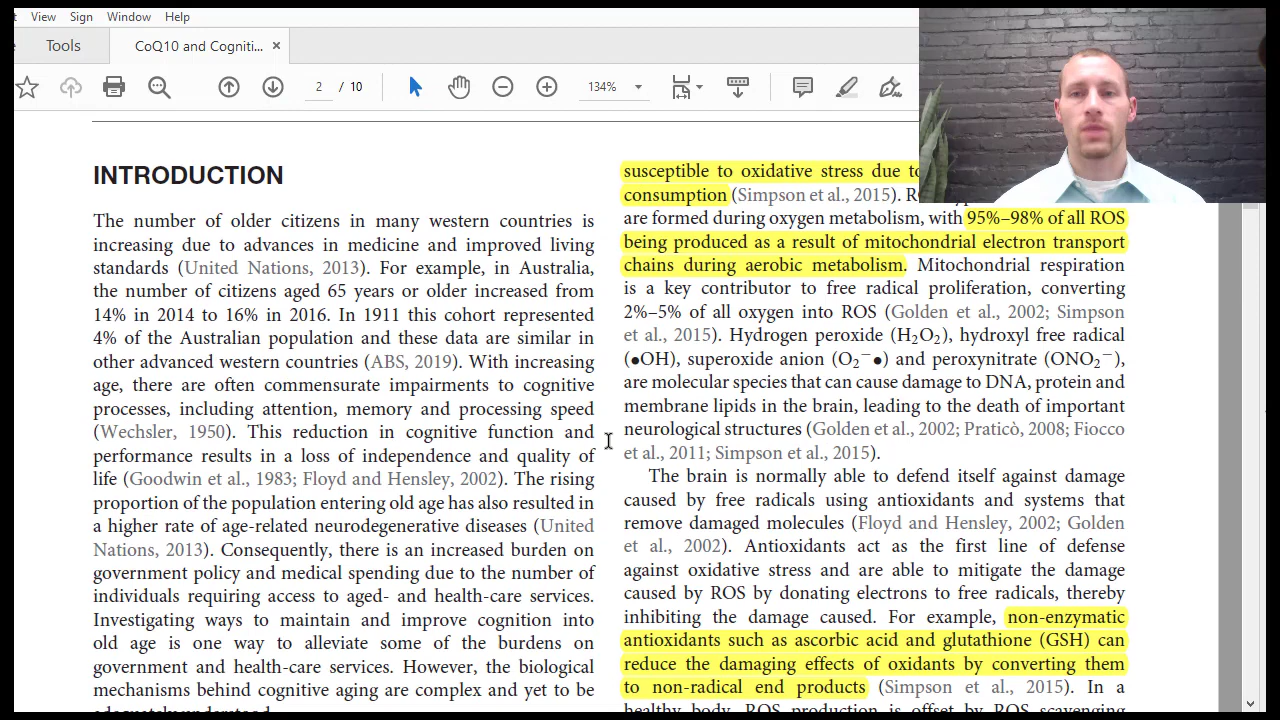 View Sign Window Help
Tools CoQ10 and Cogniti... ×
2 / 10 134%
INTRODUCTION
The number of older citizens in many western countries is
increasing due to advances in medicine and improved living
standards (United Nations, 2013). For example, in Australia,
the number of citizens aged 65 years or older increased from
14% in 2014 to 16% in 2016. In 1911 this cohort represented
4% of the Australian population and these data are similar in
other advanced western countries (ABS, 2019). With increasing
age, there are often commensurate impairments to cognitive
processes, including attention, memory and processing speed
(Wechsler, 1950). This reduction in cognitive function and
performance results in a loss of independence and quality of
life (Goodwin et al., 1983; Floyd and Hensley, 2002). The rising
proportion of the population entering old age has also resulted in
a higher rate of age-related neurodegenerative diseases (United
Nations, 2013). Consequently, there is an increased burden on
government policy and medical spending due to the number of
individuals requiring access to aged- and health-care services.
Investigating ways to maintain and improve cognition into
old age is one way to alleviate some of the burdens on
government and health-care services. However, the biological
mechanisms behind cognitive aging are complex and yet to be
adequately understood.
susceptible to oxidative stress due to
consumption (Simpson et al., 2015).
are formed during oxygen metabolism, with 95%–98% of all ROS
being produced as a result of mitochondrial electron transport
chains during aerobic metabolism. Mitochondrial respiration
is a key contributor to free radical proliferation, converting
2%–5% of all oxygen into ROS (Golden et al., 2002; Simpson
et al., 2015). Hydrogen peroxide (H₂O₂), hydroxyl free radical
(●OH), superoxide anion (O₂⁻●) and peroxynitrite (ONO₂⁻),
are molecular species that can cause damage to DNA, protein and
membrane lipids in the brain, leading to the death of important
neurological structures (Golden et al., 2002; Praticò, 2008; Fiocco
et al., 2011; Simpson et al., 2015).
The brain is normally able to defend itself against damage
caused by free radicals using antioxidants and systems that
remove damaged molecules (Floyd and Hensley, 2002; Golden
et al., 2002). Antioxidants act as the first line of defense
against oxidative stress and are able to mitigate the damage
caused by ROS by donating electrons to free radicals, thereby
inhibiting the damage caused. For example, non-enzymatic
antioxidants such as ascorbic acid and glutathione (GSH) can
reduce the damaging effects of oxidants by converting them
to non-radical end products (Simpson et al., 2015). In a
healthy body, ROS production is offset by ROS scavenging